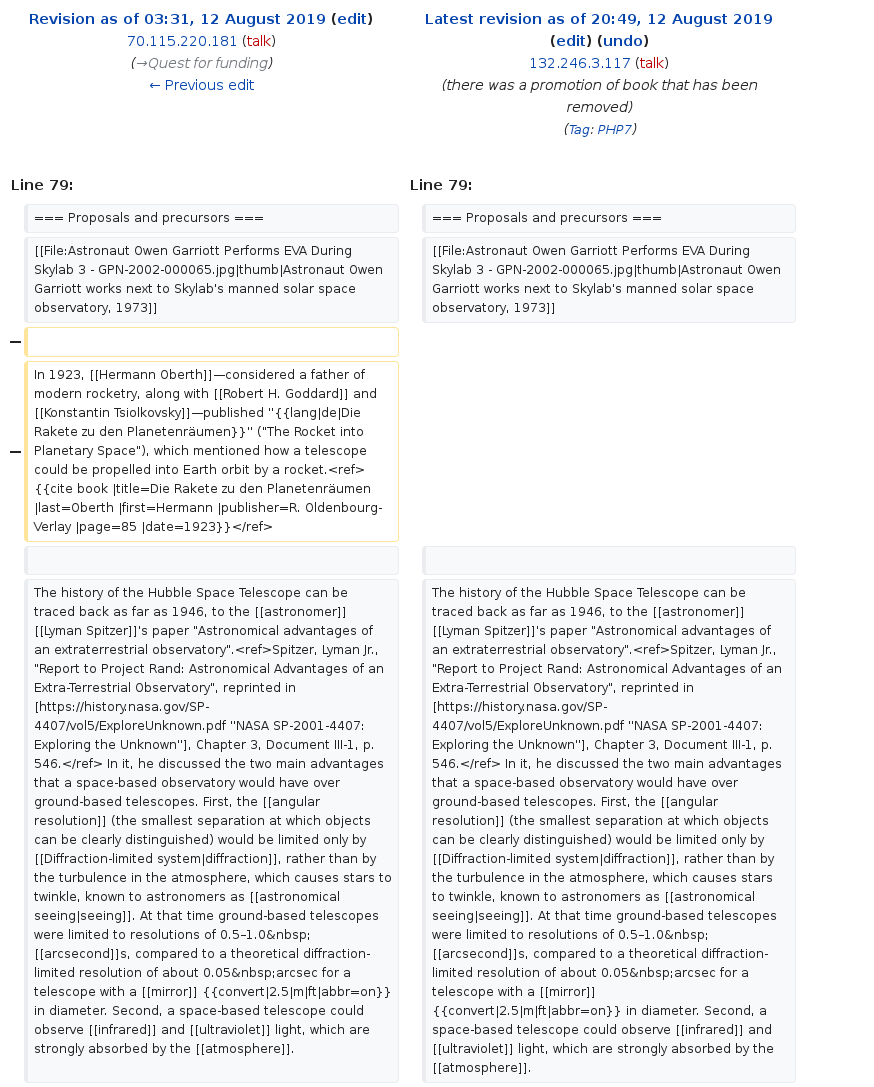 Revision as of 03:31, 12 August 2019 (edit)
70.115.220.181 (talk)
(→Quest for funding)
← Previous edit
Latest revision as of 20:49, 12 August 2019
(edit) (undo)
132.246.3.117 (talk)
(there was a promotion of book that has been
removed)
(Tag: PHP7)
Line 79:
Line 79:
=== Proposals and precursors ===
=== Proposals and precursors ===
[[File:Astronaut Owen Garriott Performs EVA During
Skylab 3 - GPN-2002-000065.jpg|thumb|Astronaut Owen
Garriott works next to Skylab's manned solar space
observatory, 1973]]
[[File:Astronaut Owen Garriott Performs EVA During
Skylab 3 - GPN-2002-000065.jpg|thumb|Astronaut Owen
Garriott works next to Skylab's manned solar space
observatory, 1973]]
−
−
In 1923, [[Hermann Oberth]]—considered a father of
modern rocketry, along with [[Robert H. Goddard]] and
[[Konstantin Tsiolkovsky]]—published ''{{lang|de|Die
Rakete zu den Planetenräumen}}'' ("The Rocket into
Planetary Space"), which mentioned how a telescope
could be propelled into Earth orbit by a rocket.<ref>
{{cite book |title=Die Rakete zu den Planetenräumen
|last=Oberth |first=Hermann |publisher=R. Oldenbourg-
Verlay |page=85 |date=1923}}</ref>
The history of the Hubble Space Telescope can be
traced back as far as 1946, to the [[astronomer]]
[[Lyman Spitzer]]'s paper "Astronomical advantages of
an extraterrestrial observatory".<ref>Spitzer, Lyman Jr.,
"Report to Project Rand: Astronomical Advantages of an
Extra-Terrestrial Observatory", reprinted in
[https://history.nasa.gov/SP-
4407/vol5/ExploreUnknown.pdf ''NASA SP-2001-4407:
Exploring the Unknown''], Chapter 3, Document III-1, p.
546.</ref> In it, he discussed the two main advantages
that a space-based observatory would have over
ground-based telescopes. First, the [[angular
resolution]] (the smallest separation at which objects
can be clearly distinguished) would be limited only by
[[Diffraction-limited system|diffraction]], rather than by
the turbulence in the atmosphere, which causes stars to
twinkle, known to astronomers as [[astronomical
seeing|seeing]]. At that time ground-based telescopes
were limited to resolutions of 0.5–1.0&nbsp;
[[arcsecond]]s, compared to a theoretical diffraction-
limited resolution of about 0.05&nbsp;arcsec for a
telescope with a [[mirror]] {{convert|2.5|m|ft|abbr=on}}
in diameter. Second, a space-based telescope could
observe [[infrared]] and [[ultraviolet]] light, which are
strongly absorbed by the [[atmosphere]].
The history of the Hubble Space Telescope can be
traced back as far as 1946, to the [[astronomer]]
[[Lyman Spitzer]]'s paper "Astronomical advantages of
an extraterrestrial observatory".<ref>Spitzer, Lyman Jr.,
"Report to Project Rand: Astronomical Advantages of an
Extra-Terrestrial Observatory", reprinted in
[https://history.nasa.gov/SP-
4407/vol5/ExploreUnknown.pdf ''NASA SP-2001-4407:
Exploring the Unknown''], Chapter 3, Document III-1, p.
546.</ref> In it, he discussed the two main advantages
that a space-based observatory would have over
ground-based telescopes. First, the [[angular
resolution]] (the smallest separation at which objects
can be clearly distinguished) would be limited only by
[[Diffraction-limited system|diffraction]], rather than by
the turbulence in the atmosphere, which causes stars
to twinkle, known to astronomers as [[astronomical
seeing|seeing]]. At that time ground-based telescopes
were limited to resolutions of 0.5–1.0&nbsp;
[[arcsecond]]s, compared to a theoretical diffraction-
limited resolution of about 0.05&nbsp;arcsec for a
telescope with a [[mirror]]
{{convert|2.5|m|ft|abbr=on}} in diameter. Second, a
space-based telescope could observe [[infrared]] and
[[ultraviolet]] light, which are strongly absorbed by the
[[atmosphere]].